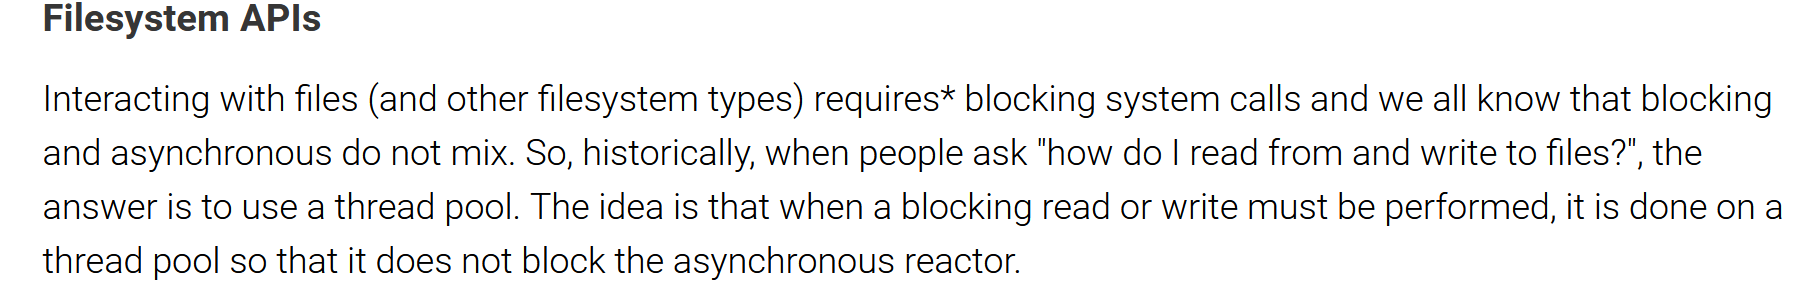 Filesystem APIs
Interacting with files (and other filesystem types) requires* blocking system calls and we all know that blocking
and asynchronous do not mix. So, historically, when people ask "how do I read from and write to files?", the
answer is to use a thread pool. The idea is that when a blocking read or write must be performed, it is done on a
thread pool so that it does not block the asynchronous reactor.